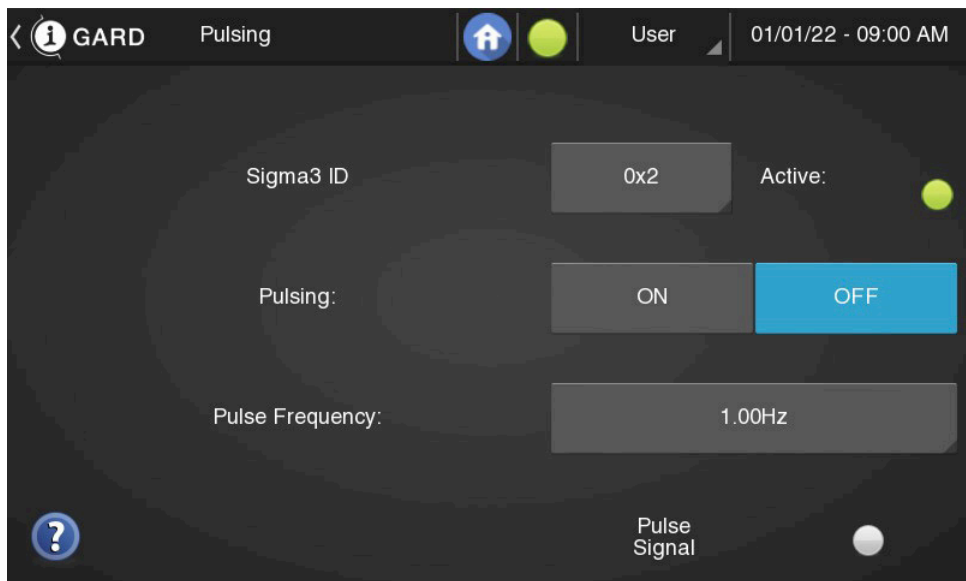 i GARD Pulsing User 01/01/22 - 09:00 AM
Sigma3 ID 0x2 Active:
Pulsing: ON OFF
Pulse Frequency: 1.00Hz
? Pulse
Signal